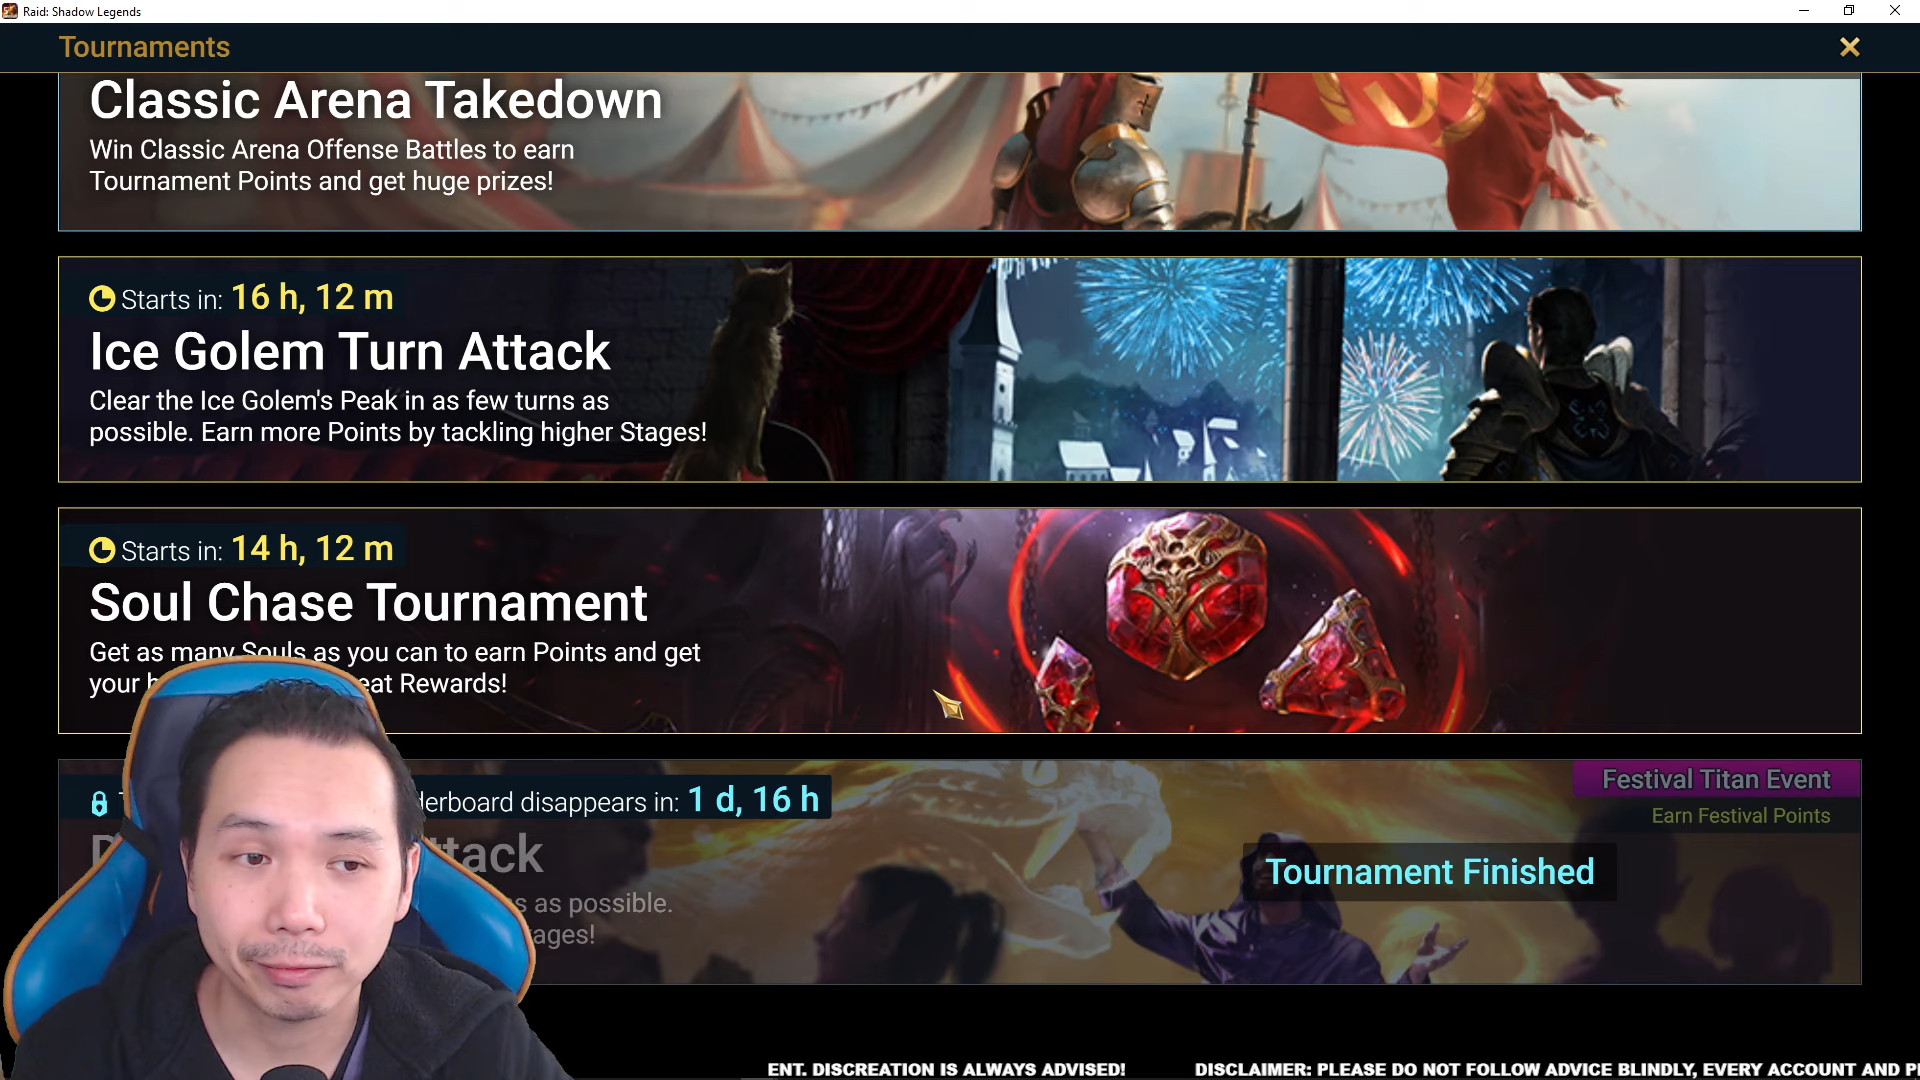 Raid: Shadow Legends
Tournaments
Classic Arena Takedown
Win Classic Arena Offense Battles to earn
Tournament Points and get huge prizes!
Starts in: 16 h, 12 m
Ice Golem Turn Attack
Clear the Ice Golem's Peak in as few turns as
possible. Earn more Points by tackling higher Stages!
Starts in: 14 h, 12 m
Soul Chase Tournament
Get as many Souls as you can to earn Points and get
your Rewards!
disappears in: 1 d, 16 h
Festival Titan Event
Earn Festival Points
Tournament Finished
as possible.
ENT. DISCREATION IS ALWAYS ADVISED! DISCLAIMER: PLEASE DO NOT FOLLOW ADVICE BLINDLY, EVERY ACCOUNT AND